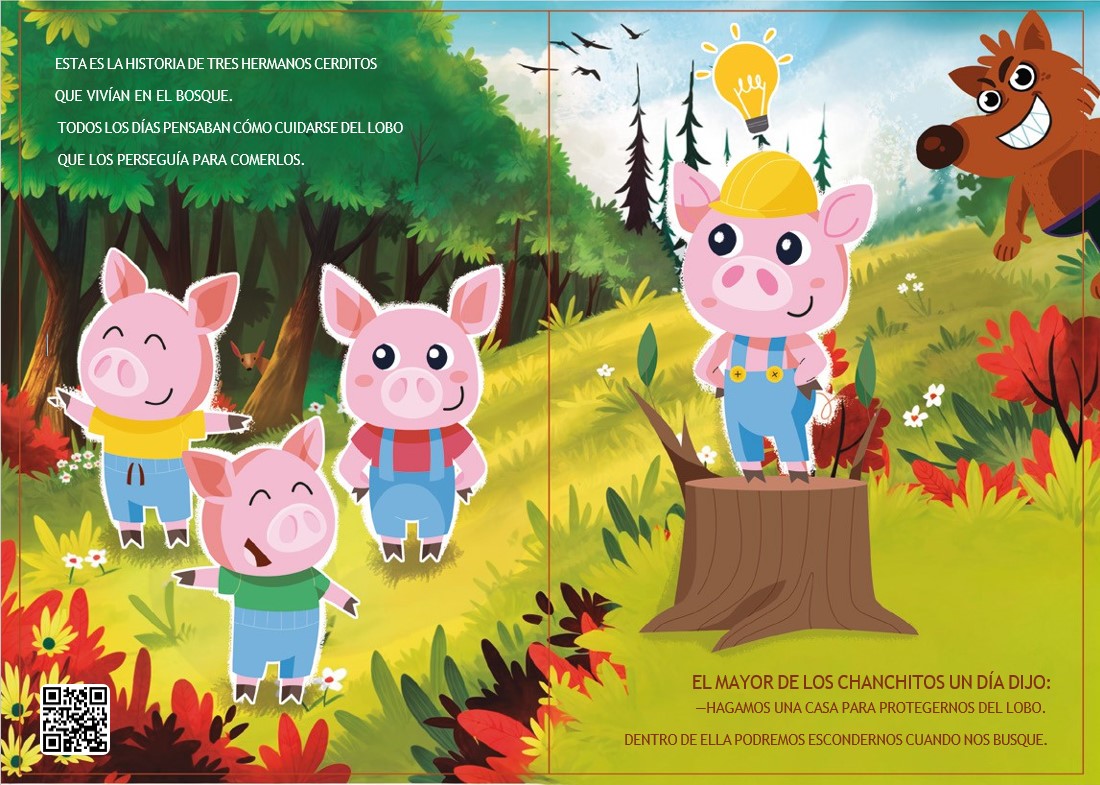 ESTA ES LA HISTORIA DE TRES HERMANOS CERDITOS
QUE VIVÍAN EN EL BOSQUE.
TODOS LOS DÍAS PENSABAN CÓMO CUIDARSE DEL LOBO
QUE LOS PERSEGUÍA PARA COMERLOS.
EL MAYOR DE LOS CHANCHITOS UN DÍA DIJO:
—HAGAMOS UNA CASA PARA PROTEGERNOS DEL LOBO.
DENTRO DE ELLA PODREMOS ESCONDERNOS CUANDO NOS BUSQUE.